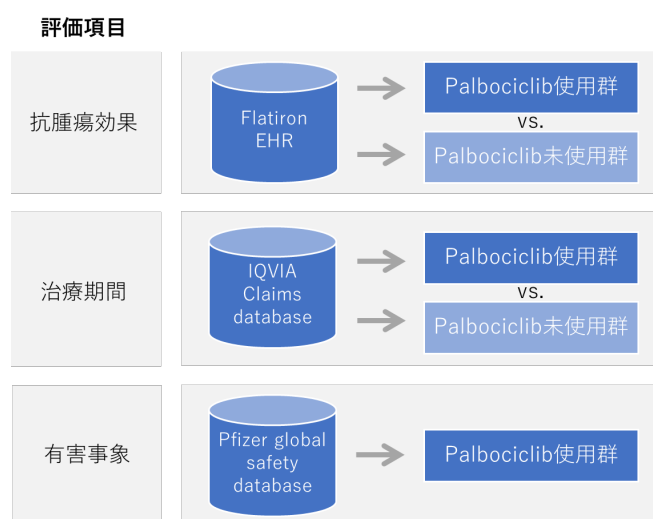 評価項目
抗腫瘍効果
Flatiron
EHR
Palbociclib使用群
vs.
Palbociclib未使用群
治療期間
IQVIA
Claims
database
Palbociclib使用群
vs.
Palbociclib未使用群
有害事象
Pfizer global
safety
database
Palbociclib使用群